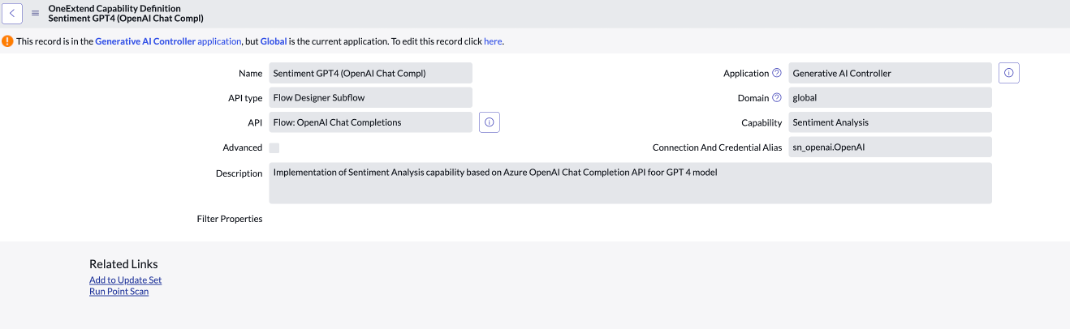 OneExtend Capability Definition
Sentiment GPT4 (OpenAI Chat Compl)
This record is in the Generative AI Controller application, but Global is the current application. To edit this record click here.
Name Sentiment GPT4 (OpenAI Chat Compl)
Application Generative AI Controller
API type Flow Designer Subflow
Domain global
API Flow: OpenAI Chat Completions
Capability Sentiment Analysis
Advanced
Connection And Credential Alias sn_openai.OpenAI
Description Implementation of Sentiment Analysis capability based on Azure OpenAI Chat Completion API foor GPT 4 model
Filter Properties
Related Links
Add to Update Set
Run Point Scan